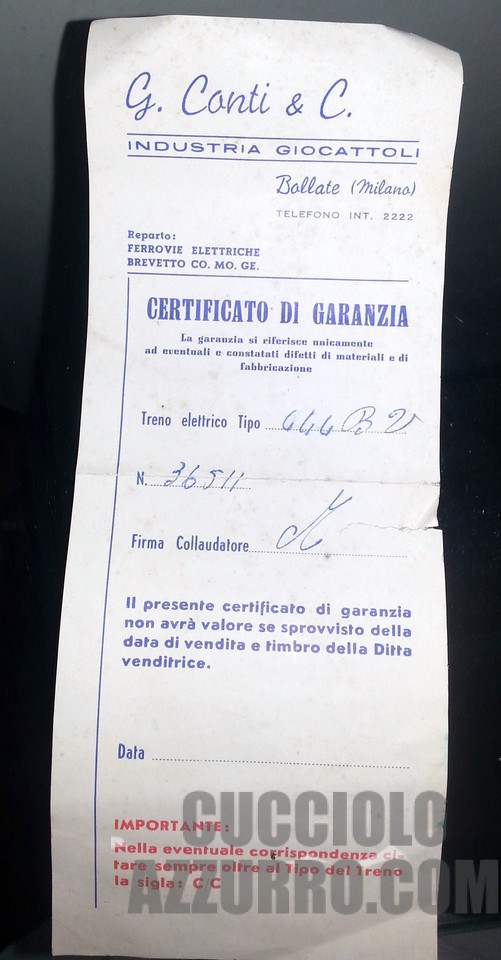 G. Conti & C.
INDUSTRIA GIOCATTOLI
Bollate (Milano)
TELEFONO INT. 2222
Reparto:
FERROVIE ELETTRICHE
BREVETTO CO. MO. GE.
CERTIFICATO DI GARANZIA
La garanzia si riferisce unicamente
ad eventuali e constatati difetti di materiali e di
fabbricazione
Treno elettrico Tipo 444 B V
N. 36511
Firma Collaudatore
Il presente certificato di garanzia
non avrà valore se sprovvisto della
data di vendita e timbro della Ditta
venditrice.
Data
IMPORTANTE:
Nella eventuale corrispondenza ci-
tare sempre oltre al Tipo del Treno
la sigla: C/C
CUCCIOLO
AZZURRO.COM